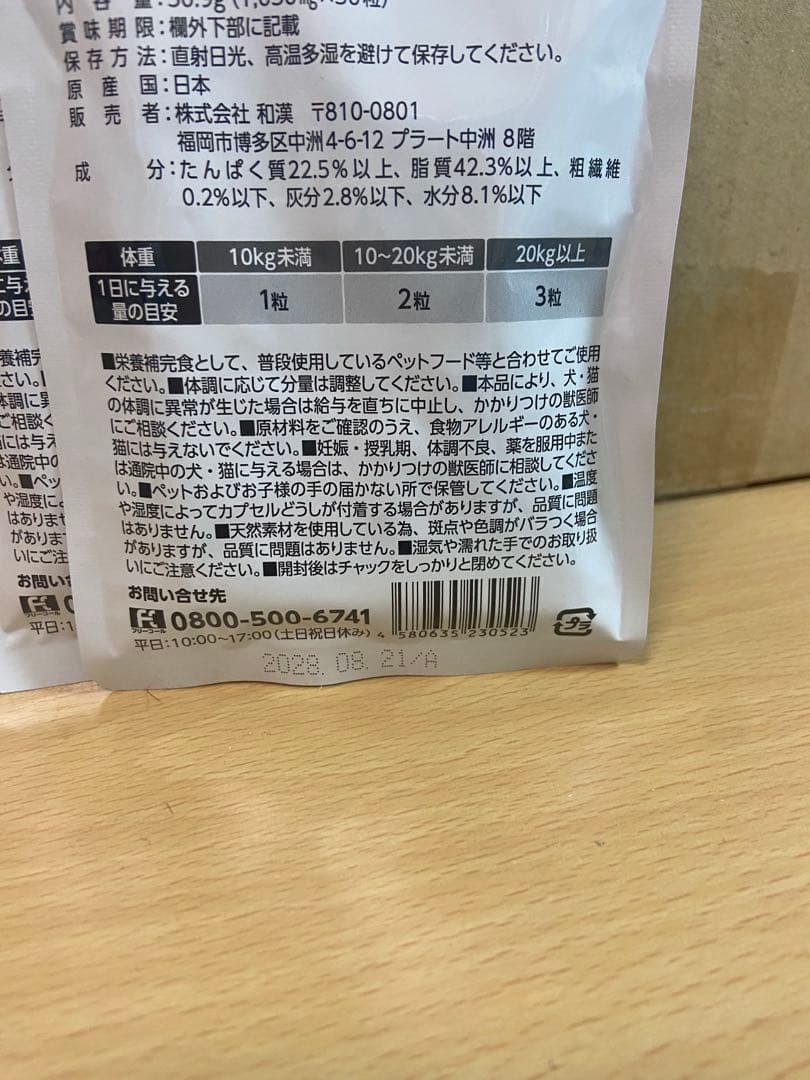 賞味期限:欄外下部に記載
保存方法:直射日光、高温多湿を避けて保存してください。
原産国:日本
販売者:株式会社 和漢 〒810-0801
福岡市博多区中洲4-6-12 プラート中洲 8階
成分:たんぱく質22.5%以上、脂質42.3%以上、粗繊維
0.2%以下、灰分2.8%以下、水分8.1%以下
体重 10kg未満 10~20kg未満 20kg以上
1日に与える
量の目安 1粒 2粒 3粒
■栄養補完食として、普段使用しているペットフード等と合わせてご使用
ください。■体調に応じて分量は調整してください。■本品により、犬・猫
の体調に異常が生じた場合は給与を直ちに中止し、かかりつけの獣医師
にご相談ください。■原材料をご確認のうえ、食物アレルギーのある犬・
猫には与えないでください。■妊娠・授乳期、体調不良、薬を服用中また
は通院中の犬・猫に与える場合は、かかりつけの獣医師に相談してくださ
い。■ペットおよびお子様の手の届かない所で保管してください。■温度
や湿度によってカプセルどうしが付着する場合がありますが、品質に問題
はありません。■天然素材を使用している為、斑点や色調がバラつく場合
がありますが、品質に問題はありません。■湿気や濡れた手でのお取り扱
いにご注意ください。■開封後はチャックをしっかりと閉めてください。
お問い合せ先
フリーコール 0800-500-6741
平日:10:00~17:00(土日祝日休み)
4 580635 230523
プラ
2028.08.21/A